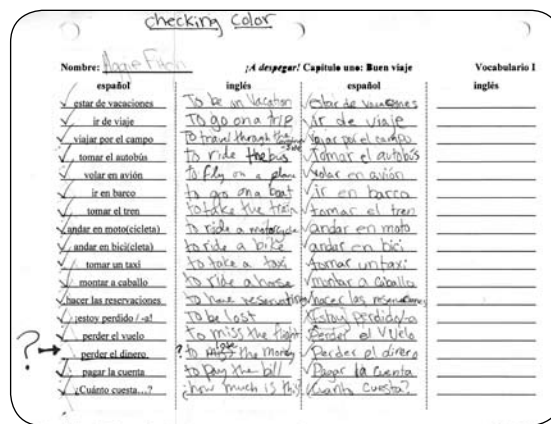 checking color
Nombre: Aggie ¡A despegar! Capítulo uno: Buen viaje Vocabulario I
español inglés español inglés
estar de vacaciones To be on vacation estar de vacaciones
ir de viaje To go on a trip ir de viaje
viajar por el campo To travel through the country-side viajar por el campo
tomar el autobús To ride the bus Tomar el autobús
volar en avión to fly on a plane volar en avión
ir en barco to go on a boat ir en barco
tomar el tren to take the train tomar el tren
andar en moto(cicleta) to ride a motorcycle andar en moto
andar en bici(cleta) to ride a bike andar en bici
tomar un taxi to take a taxi tomar un taxi
montar a caballo to ride a horse montar a caballo
hacer las reservaciones to have reservations hacer las reservaciones
¡estoy perdido / -a! To be lost Estoy perdido/-a
perder el vuelo to miss the flight Perder el vuelo
? perder el dinero ? to miss lose the money Perder el dinero
pagar la cuenta to pay the bill Pagar la cuenta
¿Cuánto cuesta...? ¿how much is this? Cuanto cuesta?